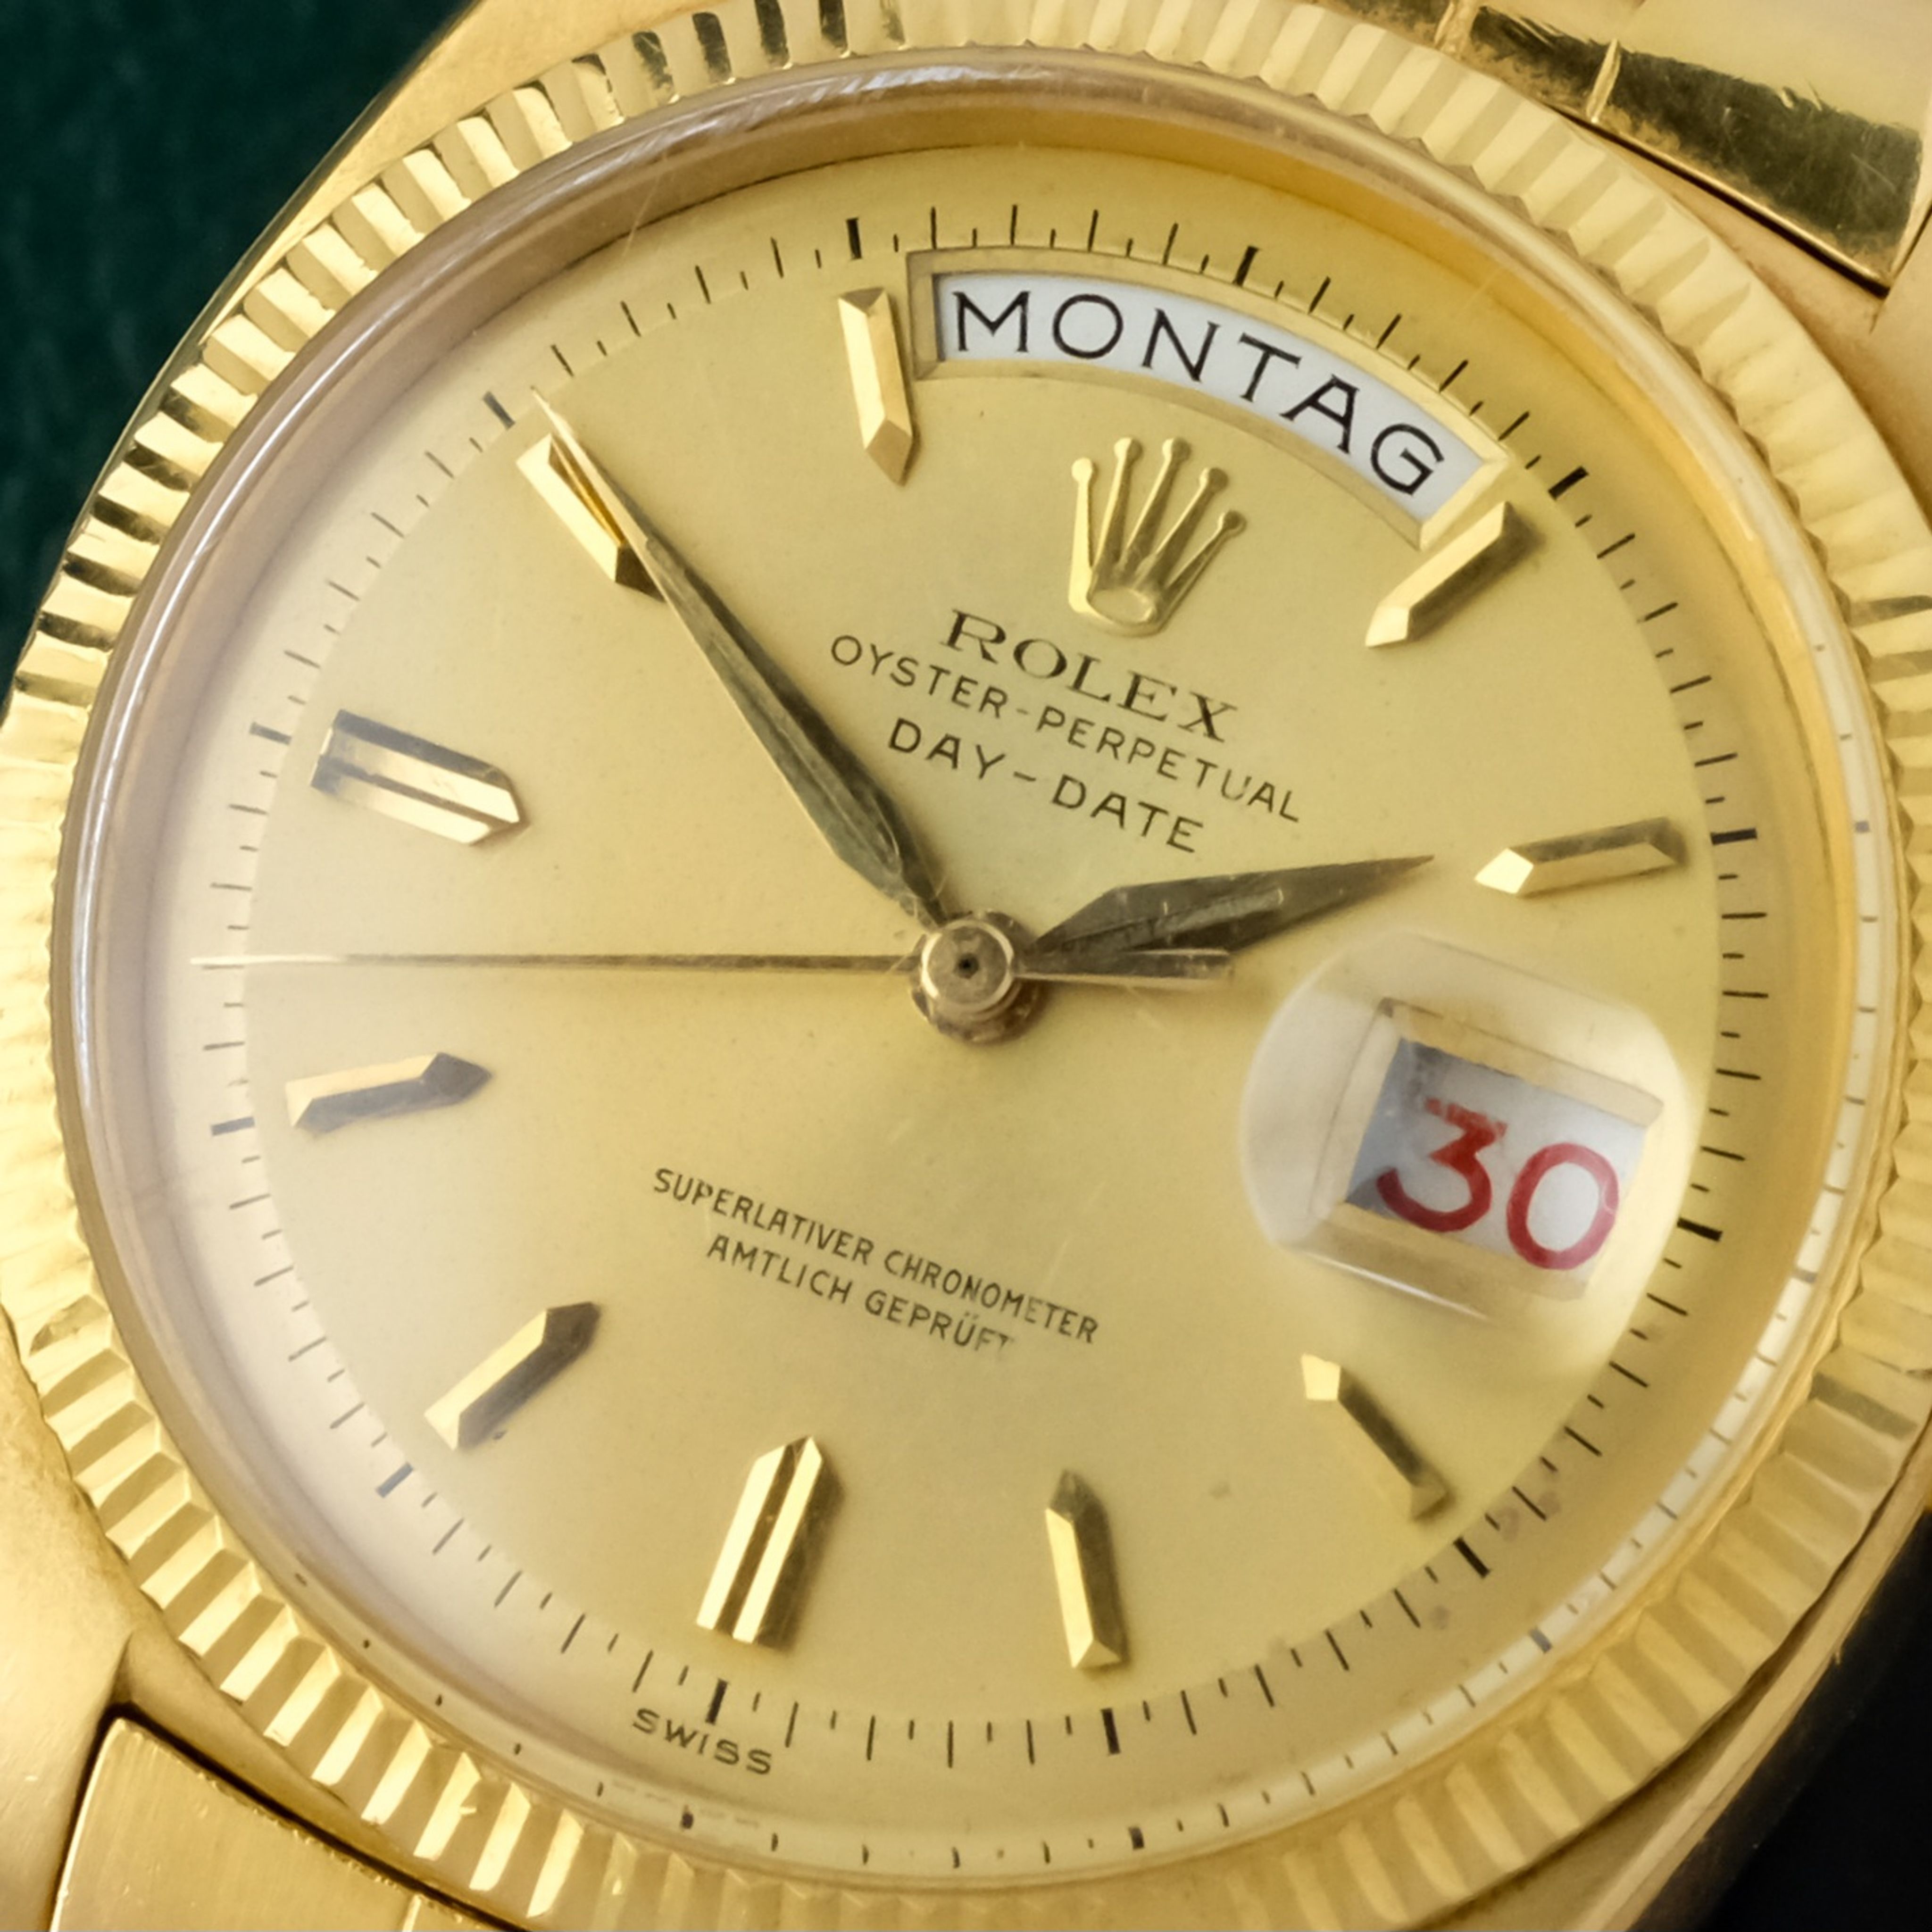 MONTAG
ROLEX
OYSTER-PERPETUAL
DAY-DATE
30
SUPERLATIVER CHRONOMETER
AMTLICH GEPRÜFT
SWISS